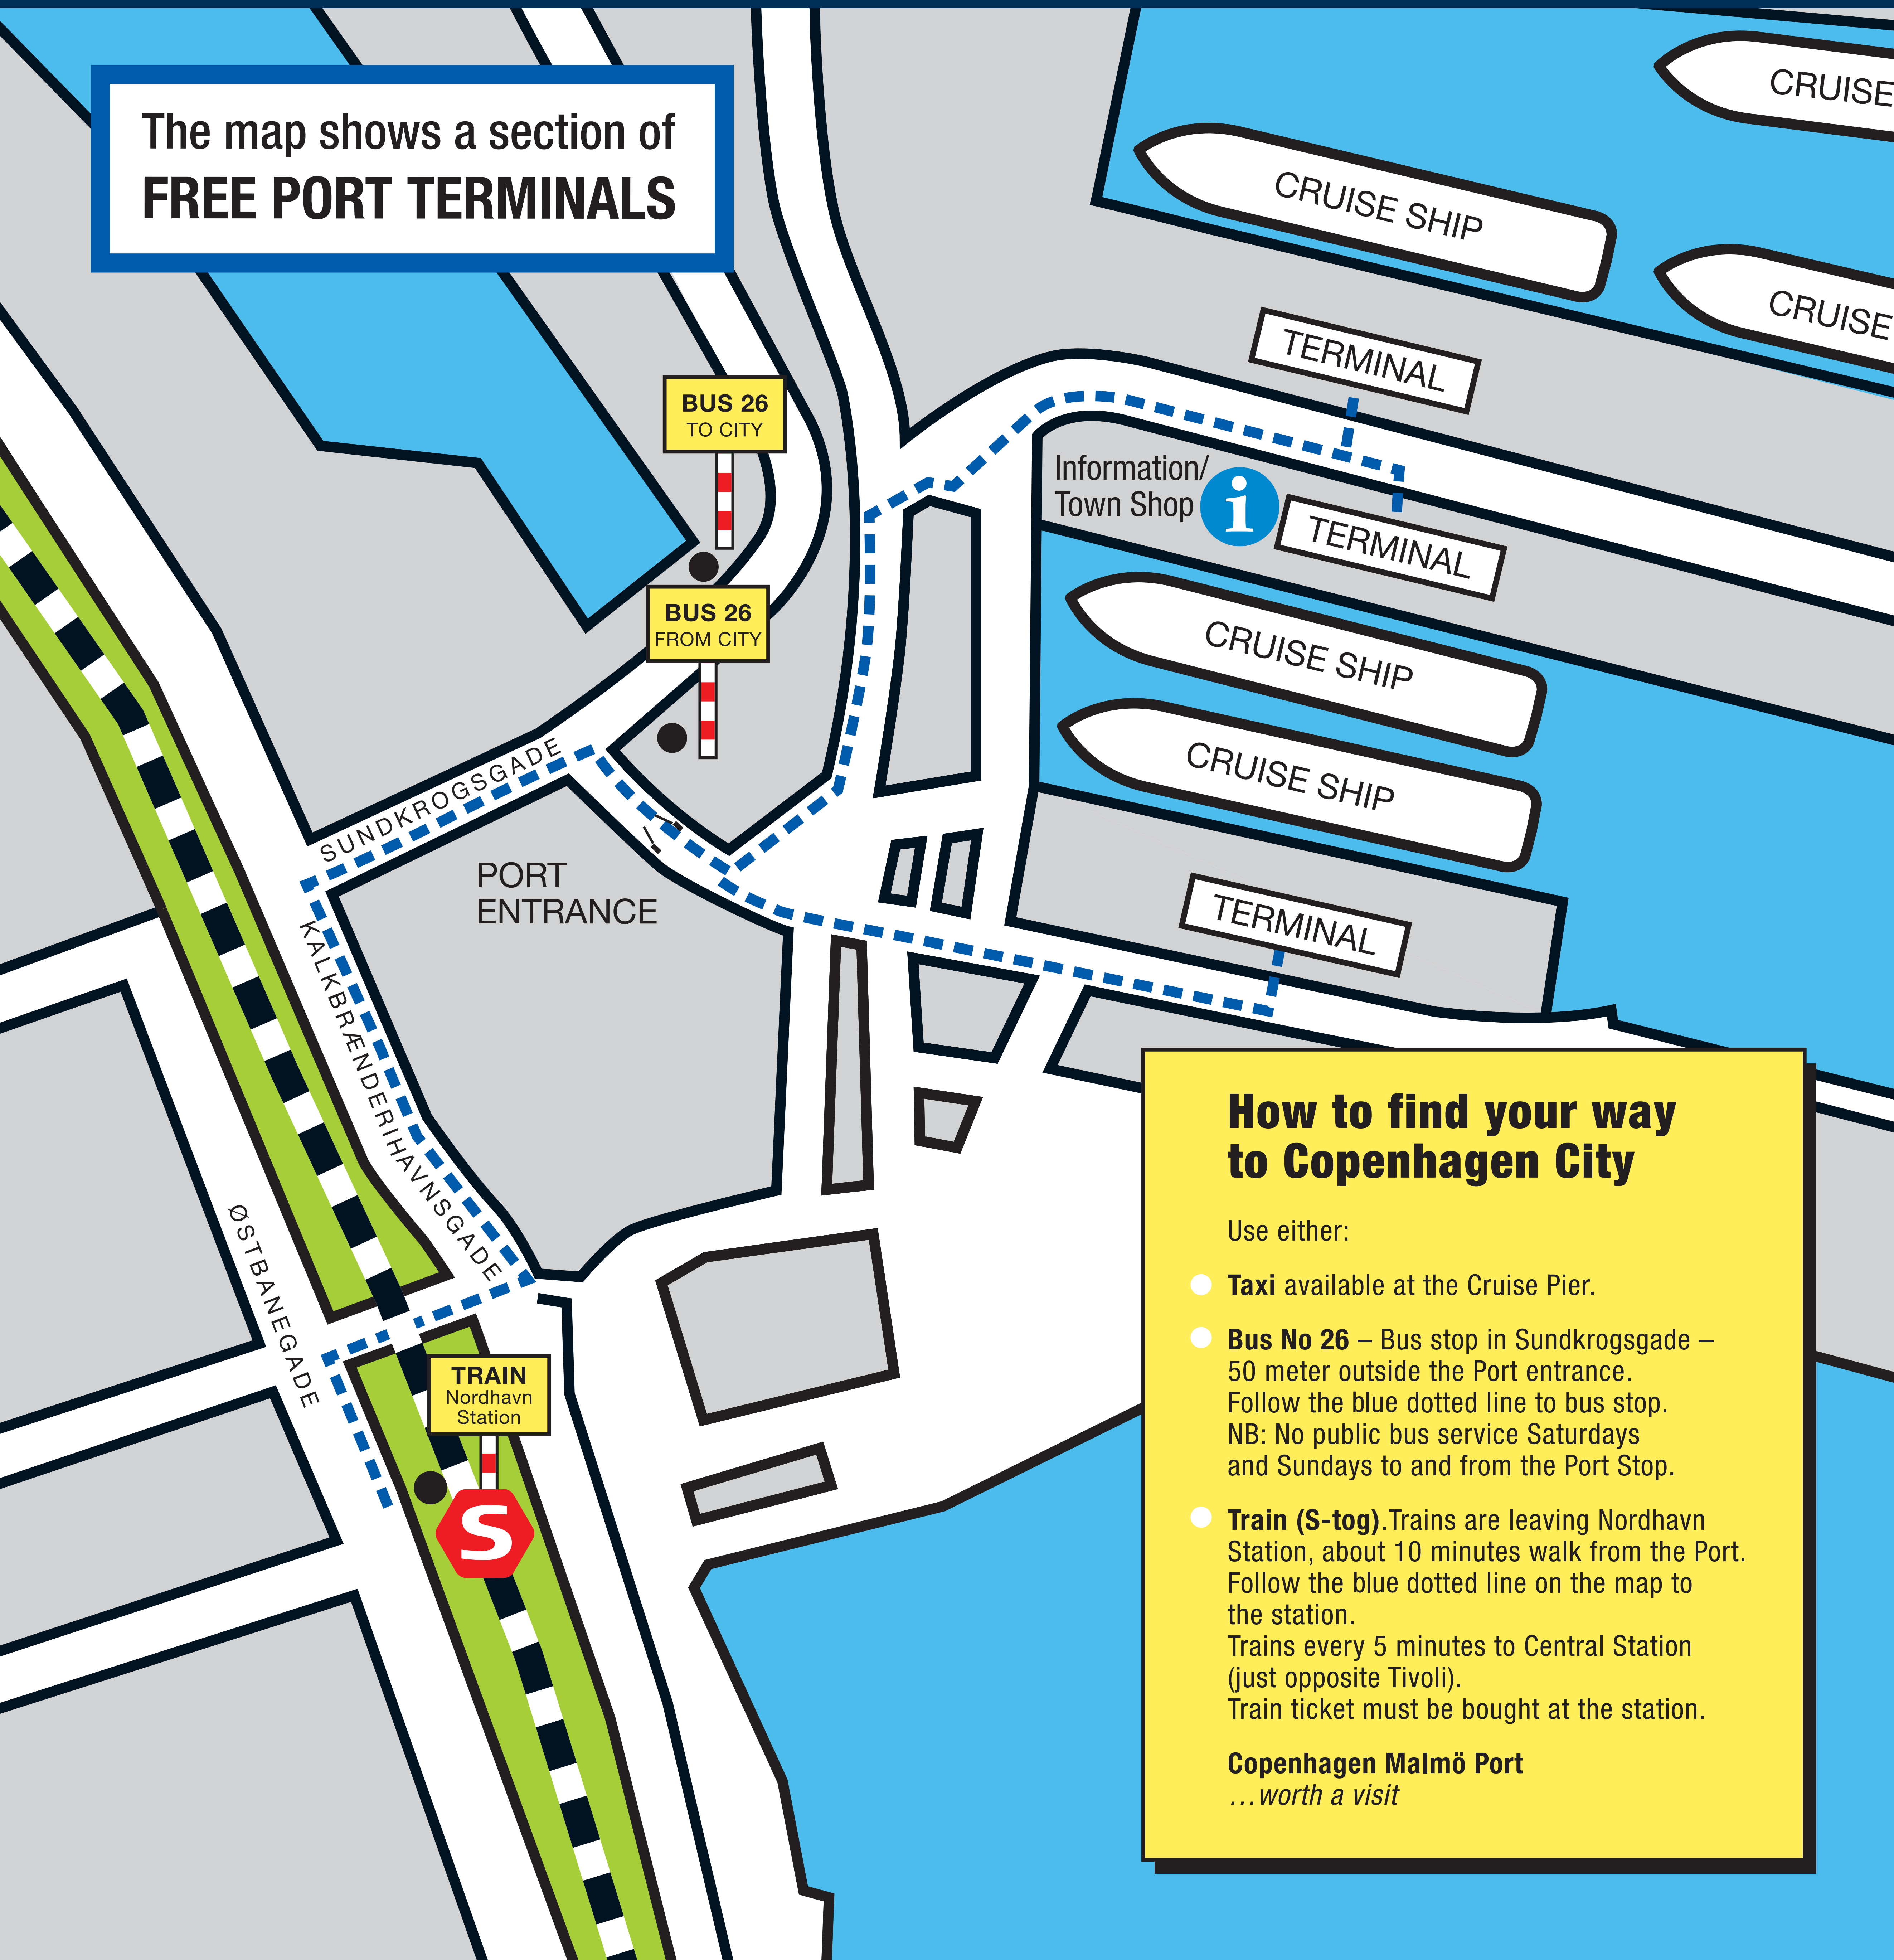 The map shows a section of
FREE PORT TERMINALS
CRUISE
CRUISE SHIP
CRUISE
TERMINAL
BUS 26
TO CITY
Information/
Town Shop
i
TERMINAL
BUS 26
FROM CITY
CRUISE SHIP
CRUISE SHIP
SUNDKROGSGADE
PORT
ENTRANCE
TERMINAL
KALKBRÆNDERIHAVNSGADE
ØSTBANEGADE
TRAIN
Nordhavn
Station
S
How to find your way
to Copenhagen City
Use either:
Taxi available at the Cruise Pier.
Bus No 26 – Bus stop in Sundkrogsgade –
50 meter outside the Port entrance.
Follow the blue dotted line to bus stop.
NB: No public bus service Saturdays
and Sundays to and from the Port Stop.
Train (S-tog).Trains are leaving Nordhavn
Station, about 10 minutes walk from the Port.
Follow the blue dotted line on the map to
the station.
Trains every 5 minutes to Central Station
(just opposite Tivoli).
Train ticket must be bought at the station.
Copenhagen Malmö Port
...worth a visit